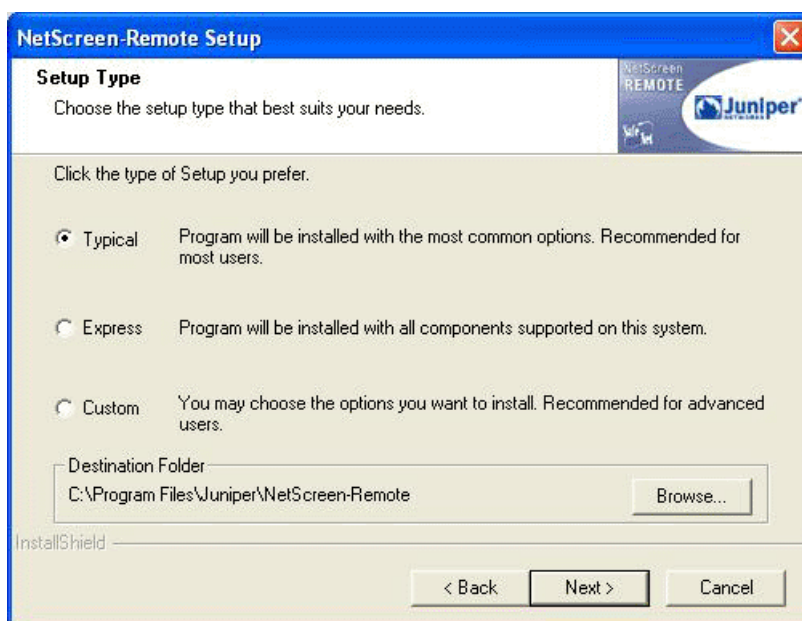 NetScreen-Remote Setup
Setup Type
Choose the setup type that best suits your needs.
NetScreen
REMOTE
Juniper
NETWORKS
SafeNet
Click the type of Setup you prefer.
Typical
Program will be installed with the most common options. Recommended for
most users.
Express
Program will be installed with all components supported on this system.
Custom
You may choose the options you want to install. Recommended for advanced
users.
Destination Folder
C:\Program Files\Juniper\NetScreen-Remote
Browse...
InstallShield
< Back
Next >
Cancel